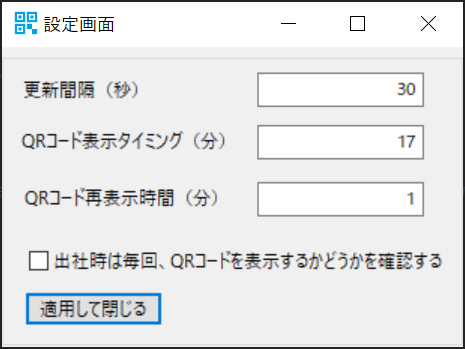 設定画面
更新間隔（秒） 30
QRコード表示タイミング（分） 17
QRコード再表示時間（分） 1
出社時は毎回、QRコードを表示するかどうかを確認する
適用して閉じる